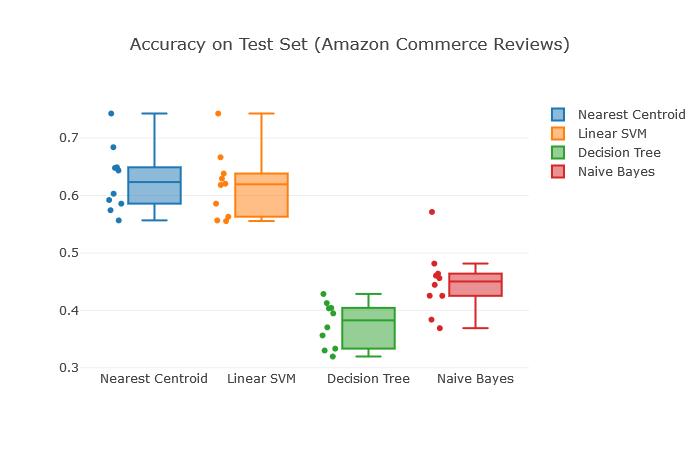 Accuracy on Test Set (Amazon Commerce Reviews)
Nearest Centroid
Linear SVM
Decision Tree
Naive Bayes
0.7
0.6
0.5
0.4
0.3
Nearest Centroid
Linear SVM
Decision Tree
Naive Bayes